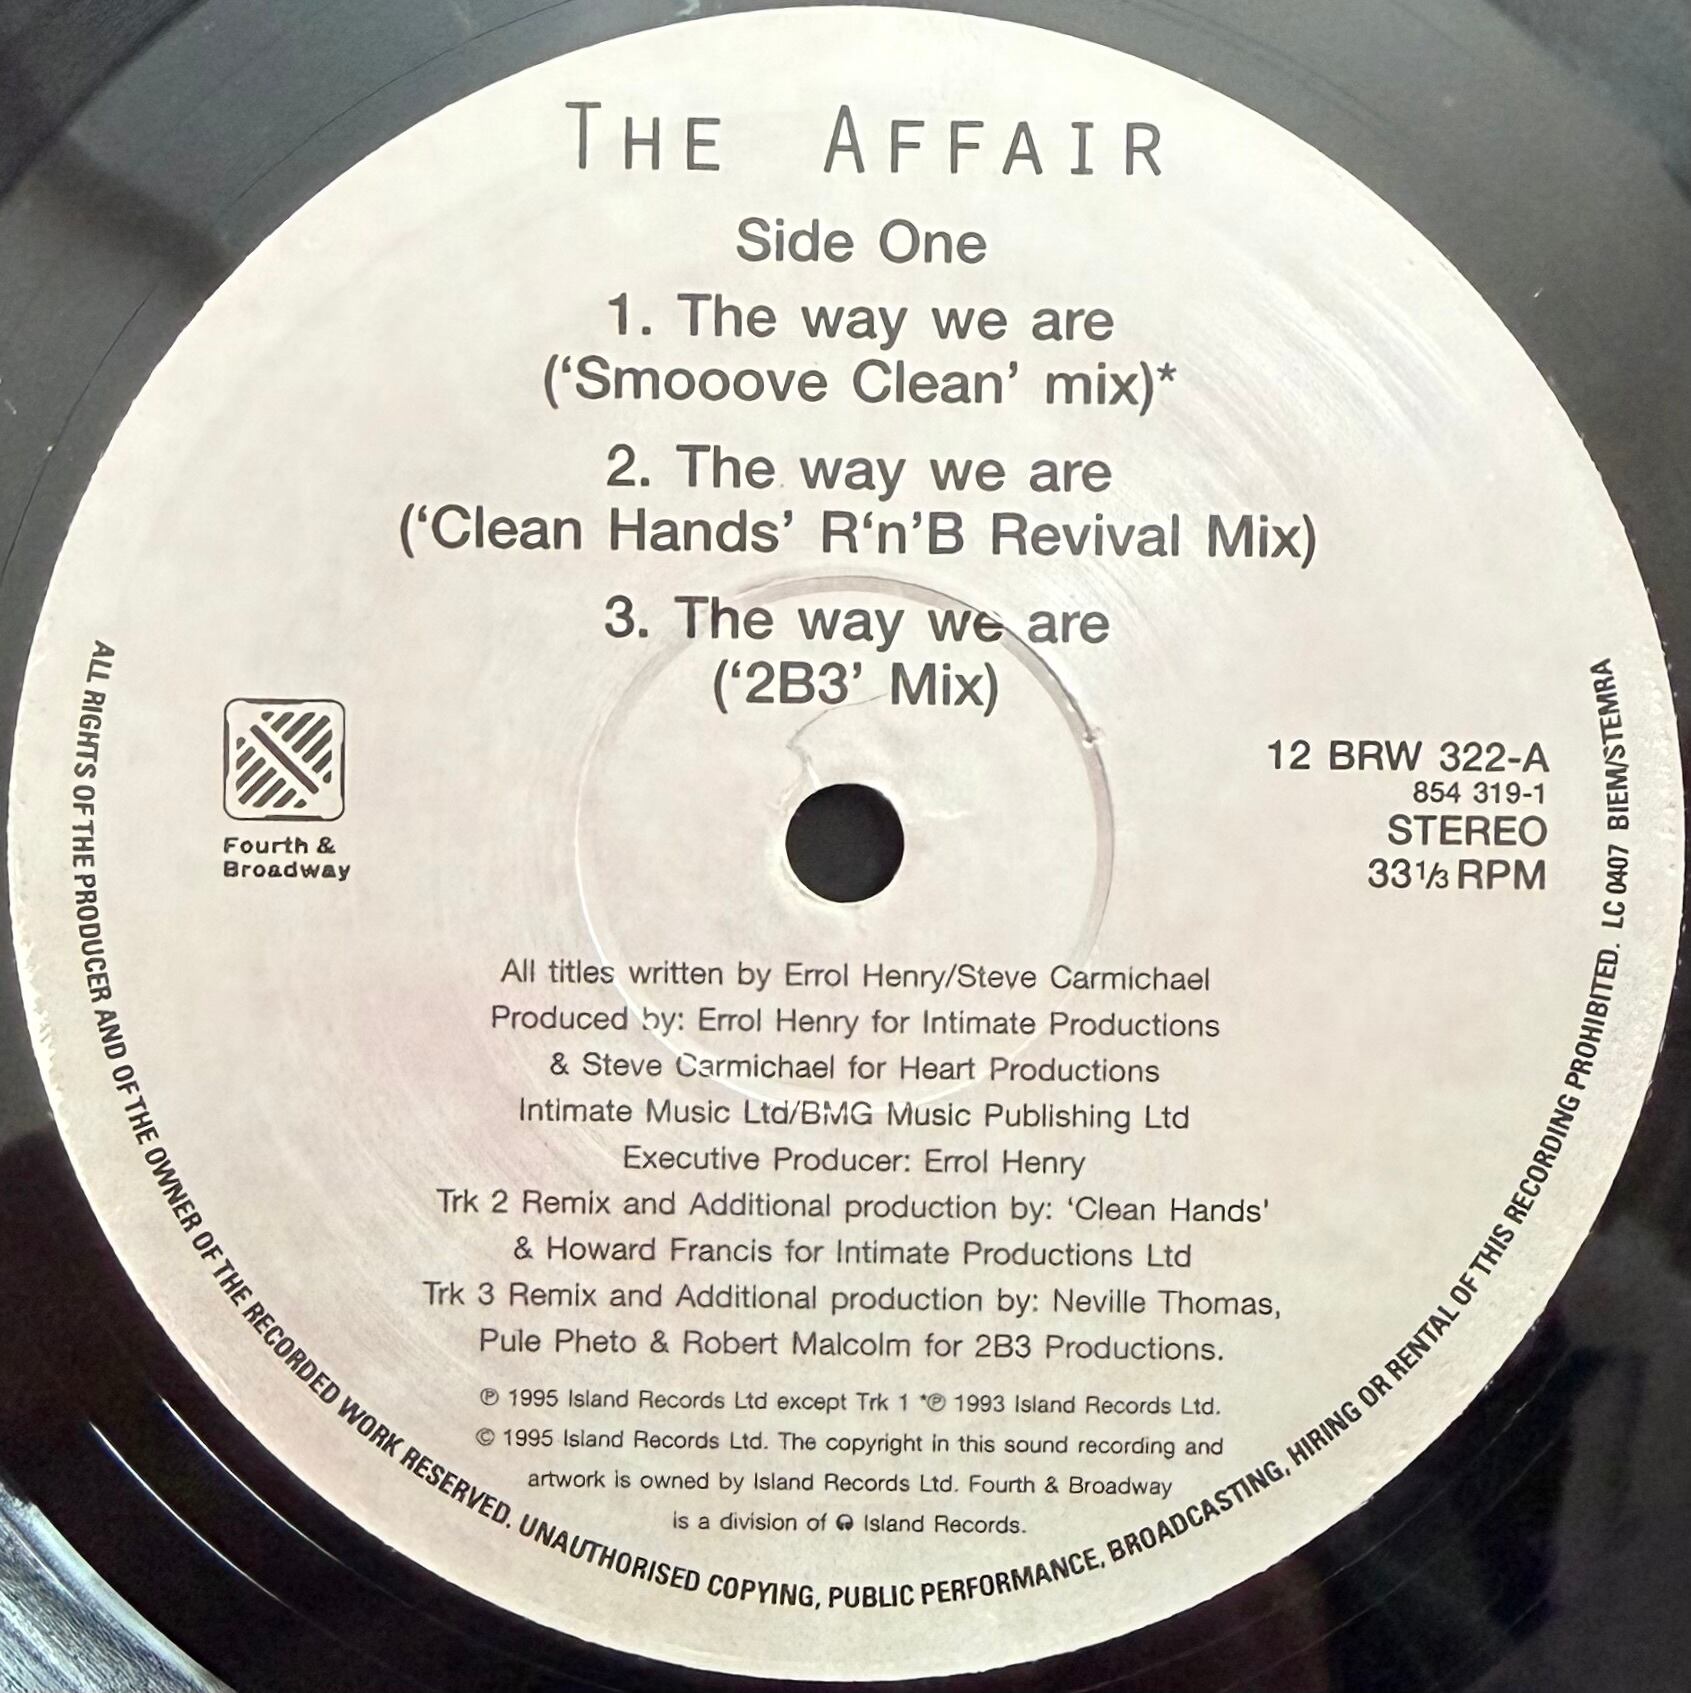 THE AFFAIR
Side One
1. The way we are
(‘Smooove Clean’ mix)*
2. The way we are
(‘Clean Hands’ R‘n’B Revival Mix)
3. The way we are
(‘2B3’ Mix)
Fourth &
Broadway
12 BRW 322-A
854 319-1
STEREO
33 1/3 RPM
All titles written by Errol Henry/Steve Carmichael
Produced by: Errol Henry for Intimate Productions
& Steve Carmichael for Heart Productions
Intimate Music Ltd/BMG Music Publishing Ltd
Executive Producer: Errol Henry
Trk 2 Remix and Additional production by: ‘Clean Hands’
& Howard Francis for Intimate Productions Ltd
Trk 3 Remix and Additional production by: Neville Thomas,
Pule Pheto & Robert Malcolm for 2B3 Productions.
℗ 1995 Island Records Ltd except Trk 1 *℗ 1993 Island Records Ltd.
© 1995 Island Records Ltd. The copyright in this sound recording and
artwork is owned by Island Records Ltd. Fourth & Broadway
is a division of Island Records.
ALL RIGHTS OF THE PRODUCER AND OF THE OWNER OF THE RECORDED WORK RESERVED. UNAUTHORISED COPYING, PUBLIC PERFORMANCE, BROADCASTING, HIRING OR RENTAL OF THIS RECORDING PROHIBITED. LC 0407 BIEM/STEMRA